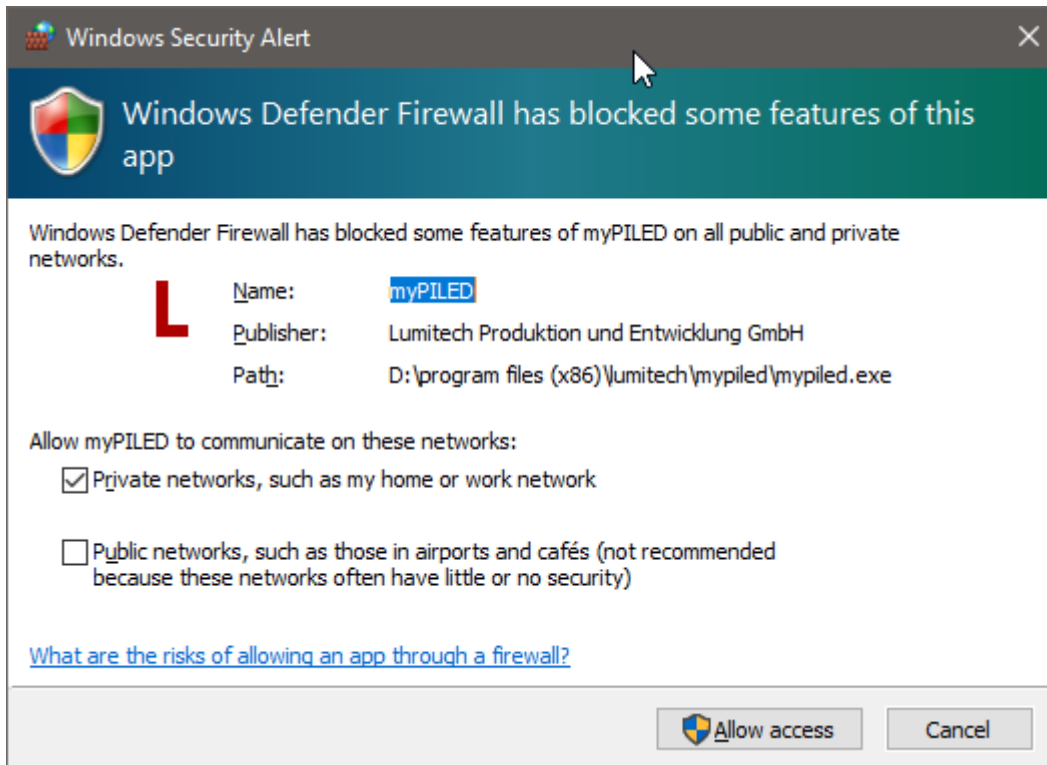 Windows Security Alert
Windows Defender Firewall has blocked some features of this
app
Windows Defender Firewall has blocked some features of myPILED on all public and private
networks.
L
Name: myPILED
Publisher: Lumitech Produktion und Entwicklung GmbH
Path: D:\program files (x86)\lumitech\mypiled\mypiled.exe
Allow myPILED to communicate on these networks:
Private networks, such as my home or work network
Public networks, such as those in airports and cafés (not recommended
because these networks often have little or no security)
What are the risks of allowing an app through a firewall?
Allow access Cancel